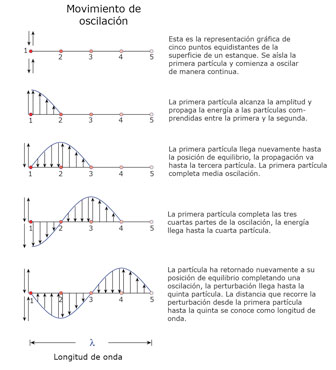 Movimiento de
oscilación
Esta es la representación gráfica de
cinco puntos equidistantes de la
superficie de un estanque. Se aísla la
primera partícula y comienza a oscilar
de manera continua.
1 2 3 4 5
La primera partícula alcanza la amplitud y
propaga la energía a las partículas com-
prendidas entre la primera y la segunda.
1 2 3 4 5
La primera partícula llega nuevamente hasta
la posición de equilibrio, la propagación va
hasta la tercera partícula. La primera partícula
completa media oscilación.
1 2 3 4 5
La primera partícula completa las tres
cuartas partes de la oscilación, la energía
llega hasta la cuarta partícula.
1 2 3 4 5
La partícula ha retornado nuevamente a su
posición de equilibrio completando una
oscilación, la perturbación llega hasta la
quinta partícula. La distancia que recorre la
perturbación desde la primera partícula
hasta la quinta se conoce como longitud de
onda.
1 2 3 4 5
λ
Longitud de onda